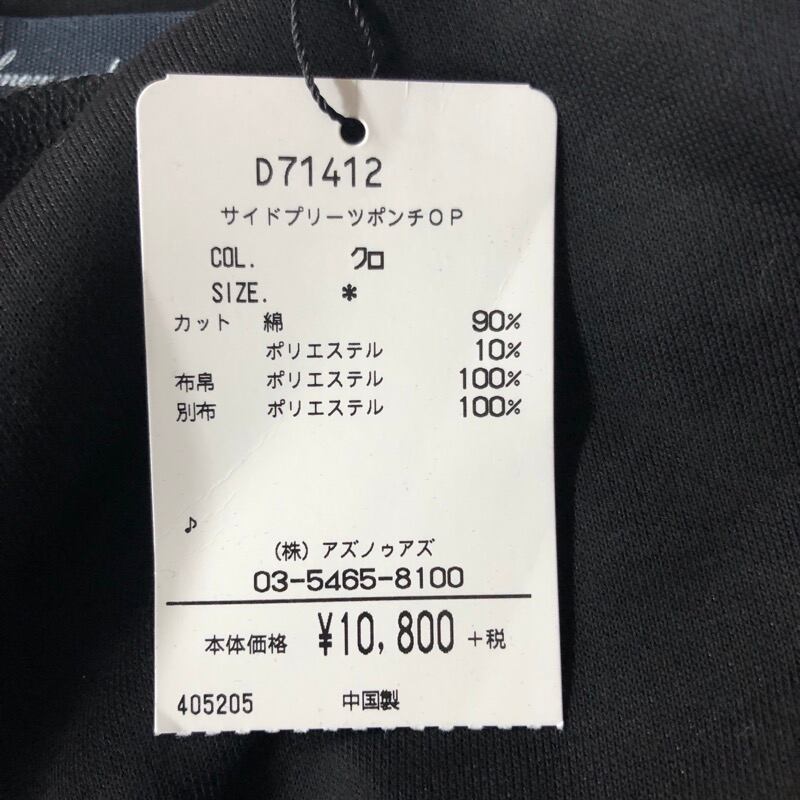 D71412
サイドプリーツポンチOP
COL. クロ
SIZE. *
カット 綿 90%
ポリエステル 10%
布帛 ポリエステル 100%
別布 ポリエステル 100%
♪
(株) アズノゥアズ
03-5465-8100
本体価格 ¥10,800 +税
405205 中国製